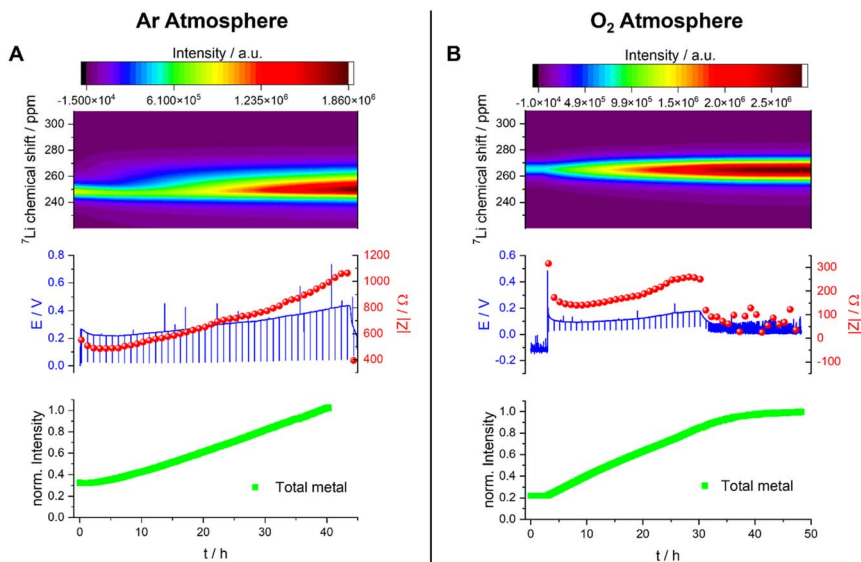 Ar Atmosphere
A
Intensity / a.u.
-1.500×10⁴ 6.100×10⁵ 1.235×10⁶ 1.860×10⁶
⁷Li chemical shift / ppm
300
280
260
240
E / V
0.8
0.6
0.4
0.2
0.0
|Z| / Ω
1200
1000
800
600
400
norm. Intensity
1.0
0.8
0.6
0.4
0.2
0.0
Total metal
0 10 20 30 40
t / h
O₂ Atmosphere
B
Intensity / a.u.
-1.0×10⁴ 4.9×10⁵ 9.9×10⁵ 1.5×10⁶ 2.0×10⁶ 2.5×10⁶
⁷Li chemical shift / ppm
300
280
260
240
E / V
0.6
0.4
0.2
0.0
-0.2
|Z| / Ω
300
200
100
0
-100
norm. Intensity
1.0
0.8
0.6
0.4
0.2
0.0
Total metal
0 10 20 30 40 50
t / h